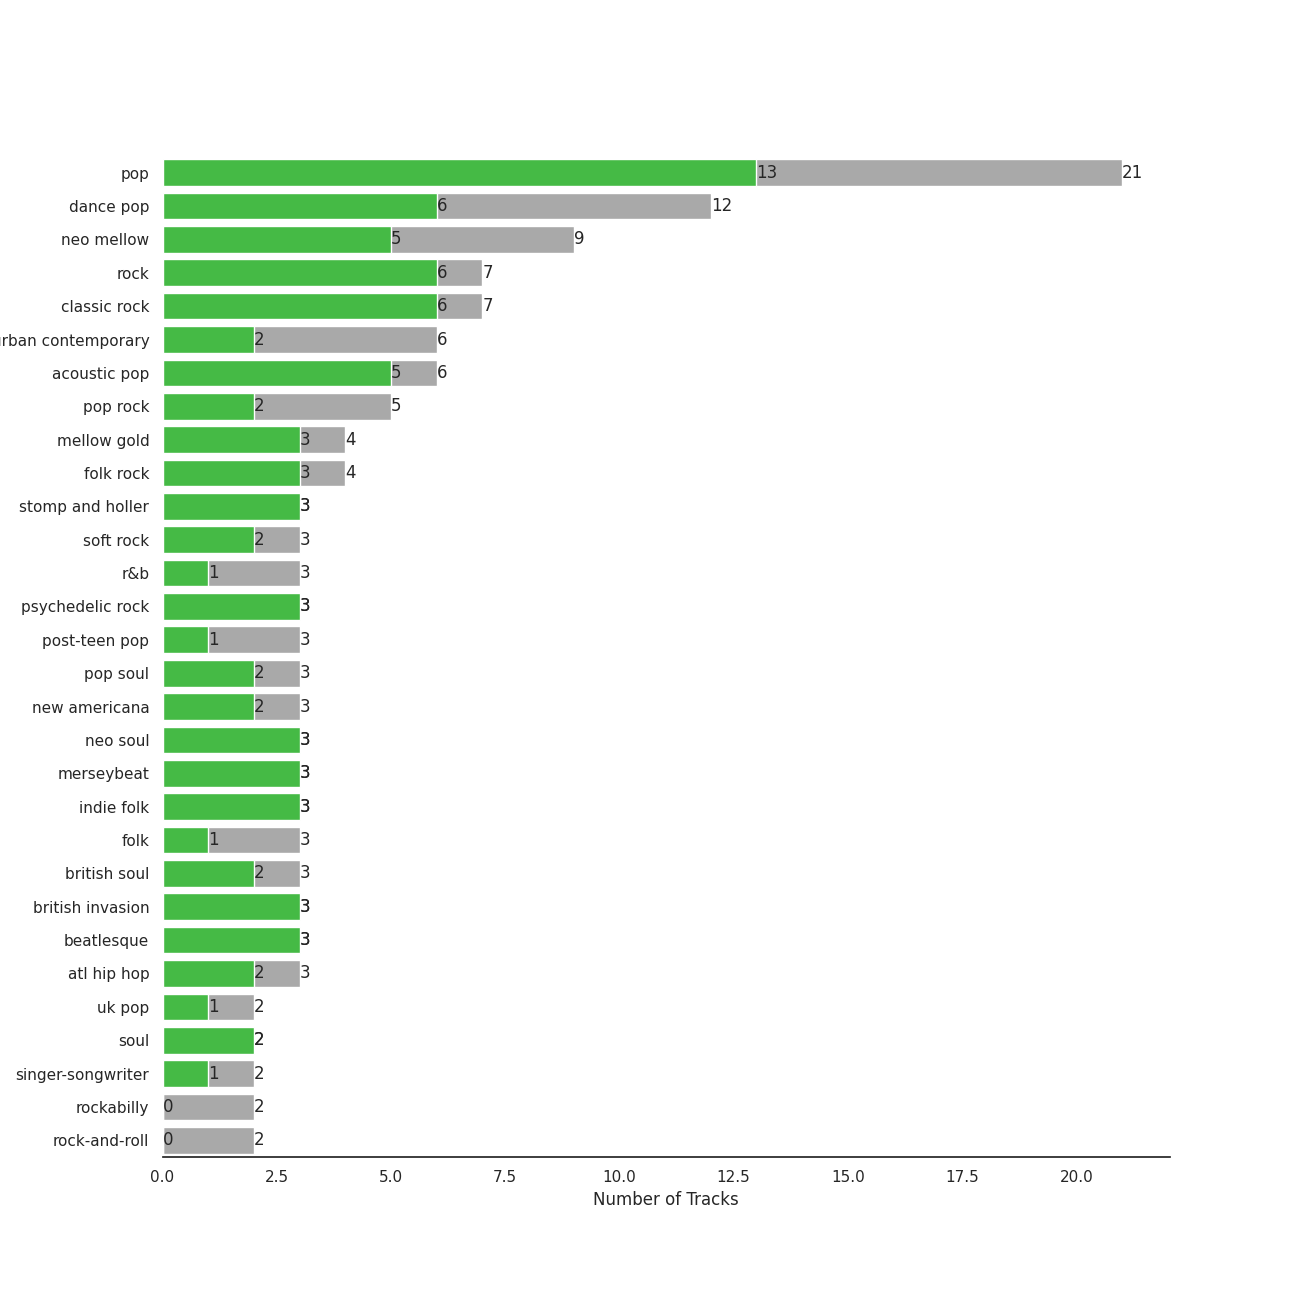 pop 13 21
dance pop 6 12
neo mellow 5 9
rock 6 7
classic rock 6 7
urban contemporary 2 6
acoustic pop 5 6
pop rock 2 5
mellow gold 3 4
folk rock 3 4
stomp and holler 3
soft rock 2 3
r&b 1 3
psychedelic rock 3
post-teen pop 1 3
pop soul 2 3
new americana 2 3
neo soul 3
merseybeat 3
indie folk 3
folk 1 3
british soul 2 3
british invasion 3
beatlesque 3
atl hip hop 2 3
uk pop 1 2
soul 2
singer-songwriter 1 2
rockabilly 0 2
rock-and-roll 0 2
0.0 2.5 5.0 7.5 10.0 12.5 15.0 17.5 20.0
Number of Tracks